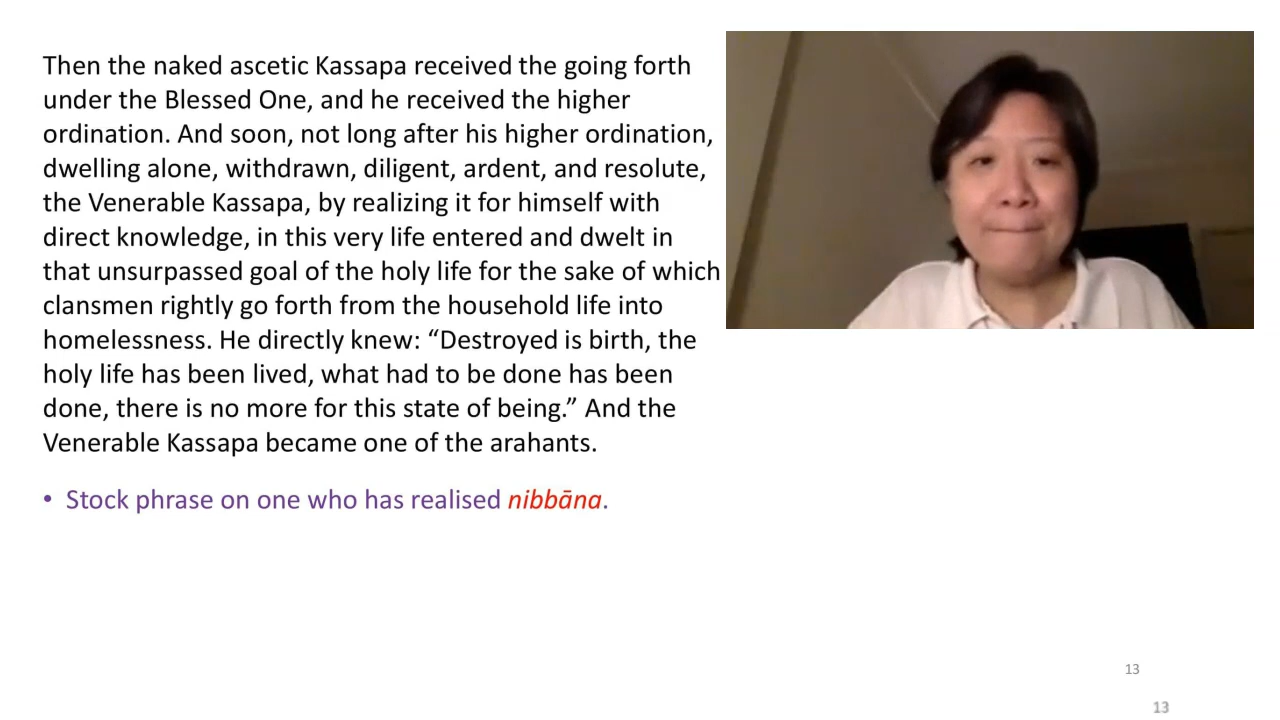 Then the naked ascetic Kassapa received the going forth
under the Blessed One, and he received the higher
ordination. And soon, not long after his higher ordination,
dwelling alone, withdrawn, diligent, ardent, and resolute,
the Venerable Kassapa, by realizing it for himself with
direct knowledge, in this very life entered and dwelt in
that unsurpassed goal of the holy life for the sake of which
clansmen rightly go forth from the household life into
homelessness. He directly knew: “Destroyed is birth, the
holy life has been lived, what had to be done has been
done, there is no more for this state of being.” And the
Venerable Kassapa became one of the arahants.
• Stock phrase on one who has realised nibbāna.
13
13